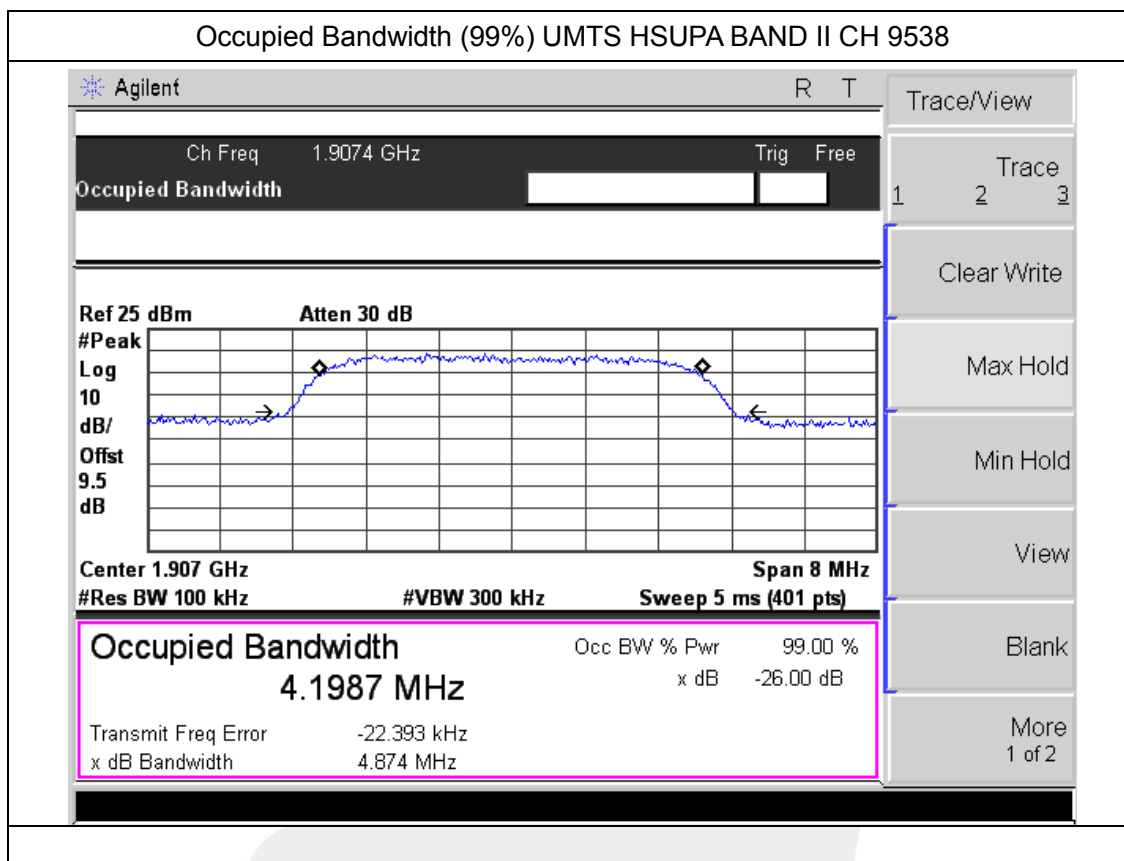 Occupied Bandwidth (99%) UMTS HSUPA BAND II CH 9538
Agilent R T
Trace/View
Ch Freq 1.9074 GHz Trig Free
Occupied Bandwidth
Trace
1 2 3
Clear Write
Ref 25 dBm Atten 30 dB
#Peak
Log
10
dB/
Offst
9.5
dB
Max Hold
Min Hold
Center 1.907 GHz Span 8 MHz
#Res BW 100 kHz #VBW 300 kHz Sweep 5 ms (401 pts)
View
Occupied Bandwidth Occ BW % Pwr 99.00 %
4.1987 MHz x dB -26.00 dB
Transmit Freq Error -22.393 kHz
x dB Bandwidth 4.874 MHz
Blank
More
1 of 2